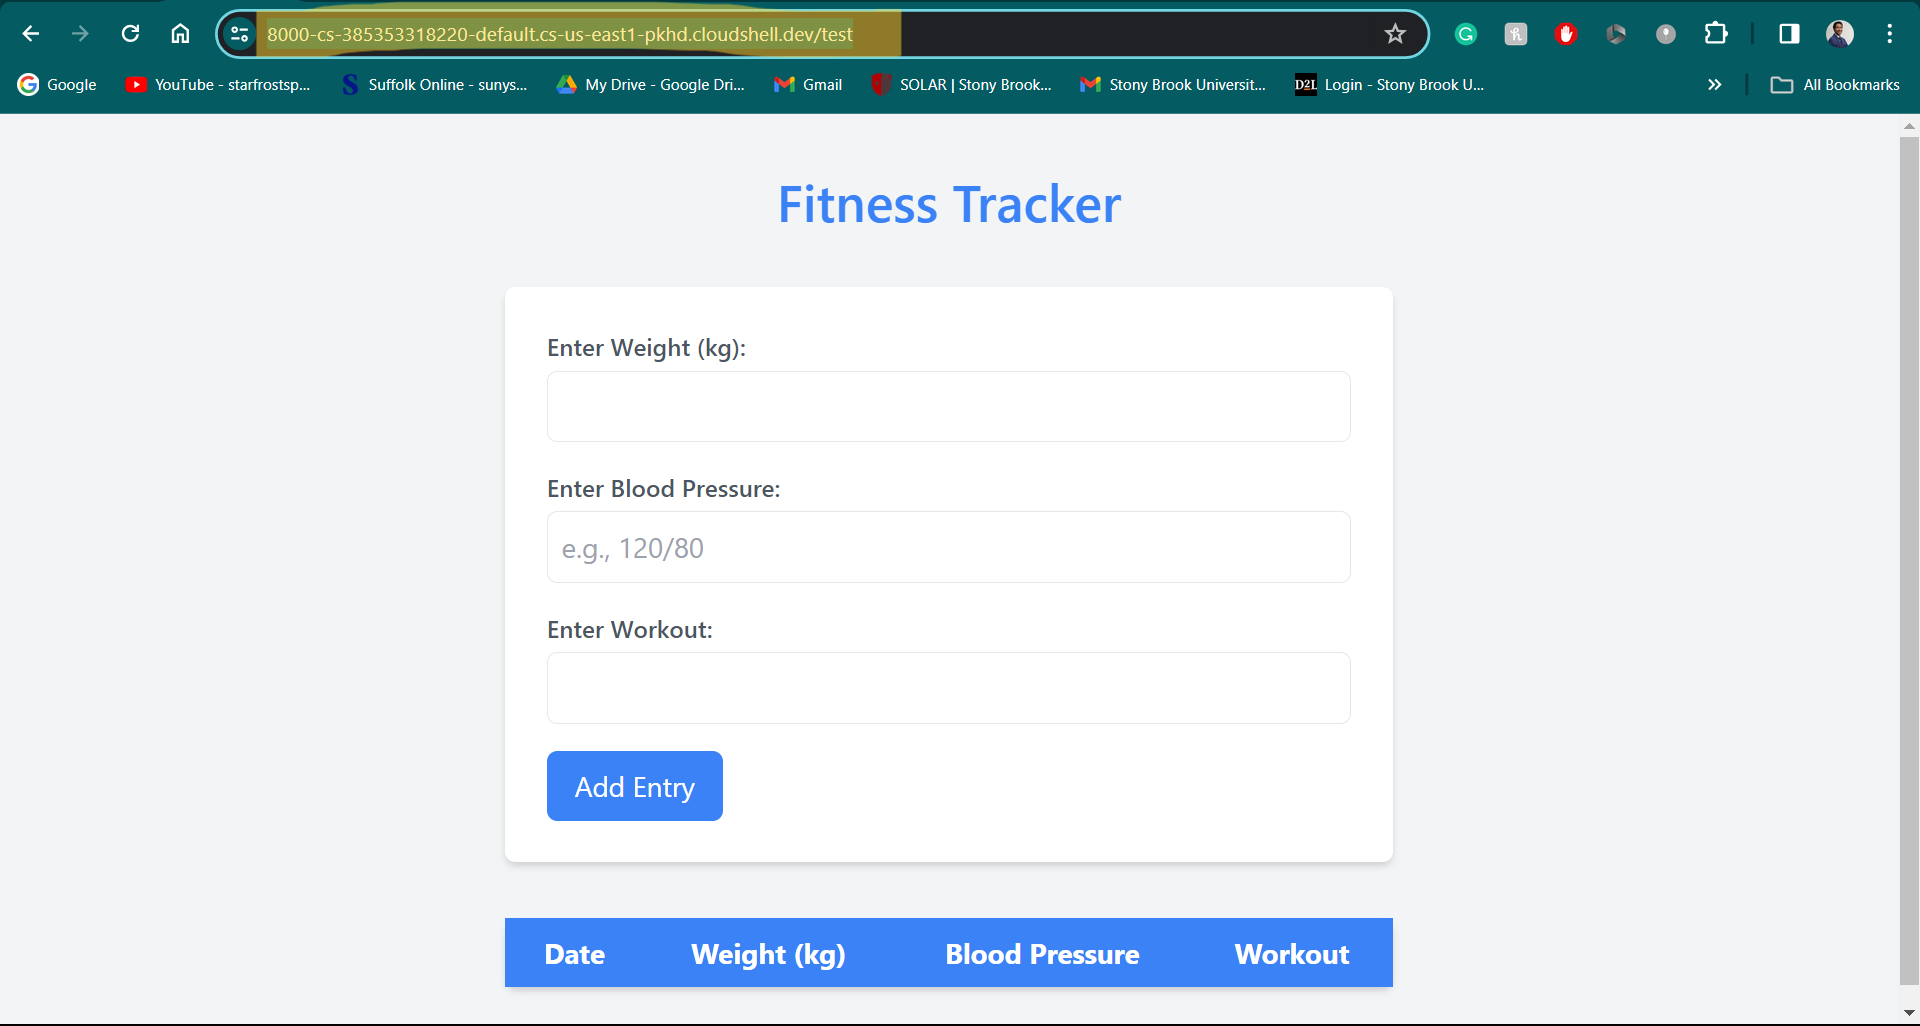 8000-cs-385353318220-default.cs-us-east1-pkhd.cloudshell.dev/test
Google
YouTube - starfrostsp...
Suffolk Online - sunys...
My Drive - Google Dri...
Gmail
SOLAR | Stony Brook...
Stony Brook Universit...
D2L
Login - Stony Brook U...
All Bookmarks
Fitness Tracker
Enter Weight (kg):
Enter Blood Pressure:
e.g., 120/80
Enter Workout:
Add Entry
Date Weight (kg) Blood Pressure Workout